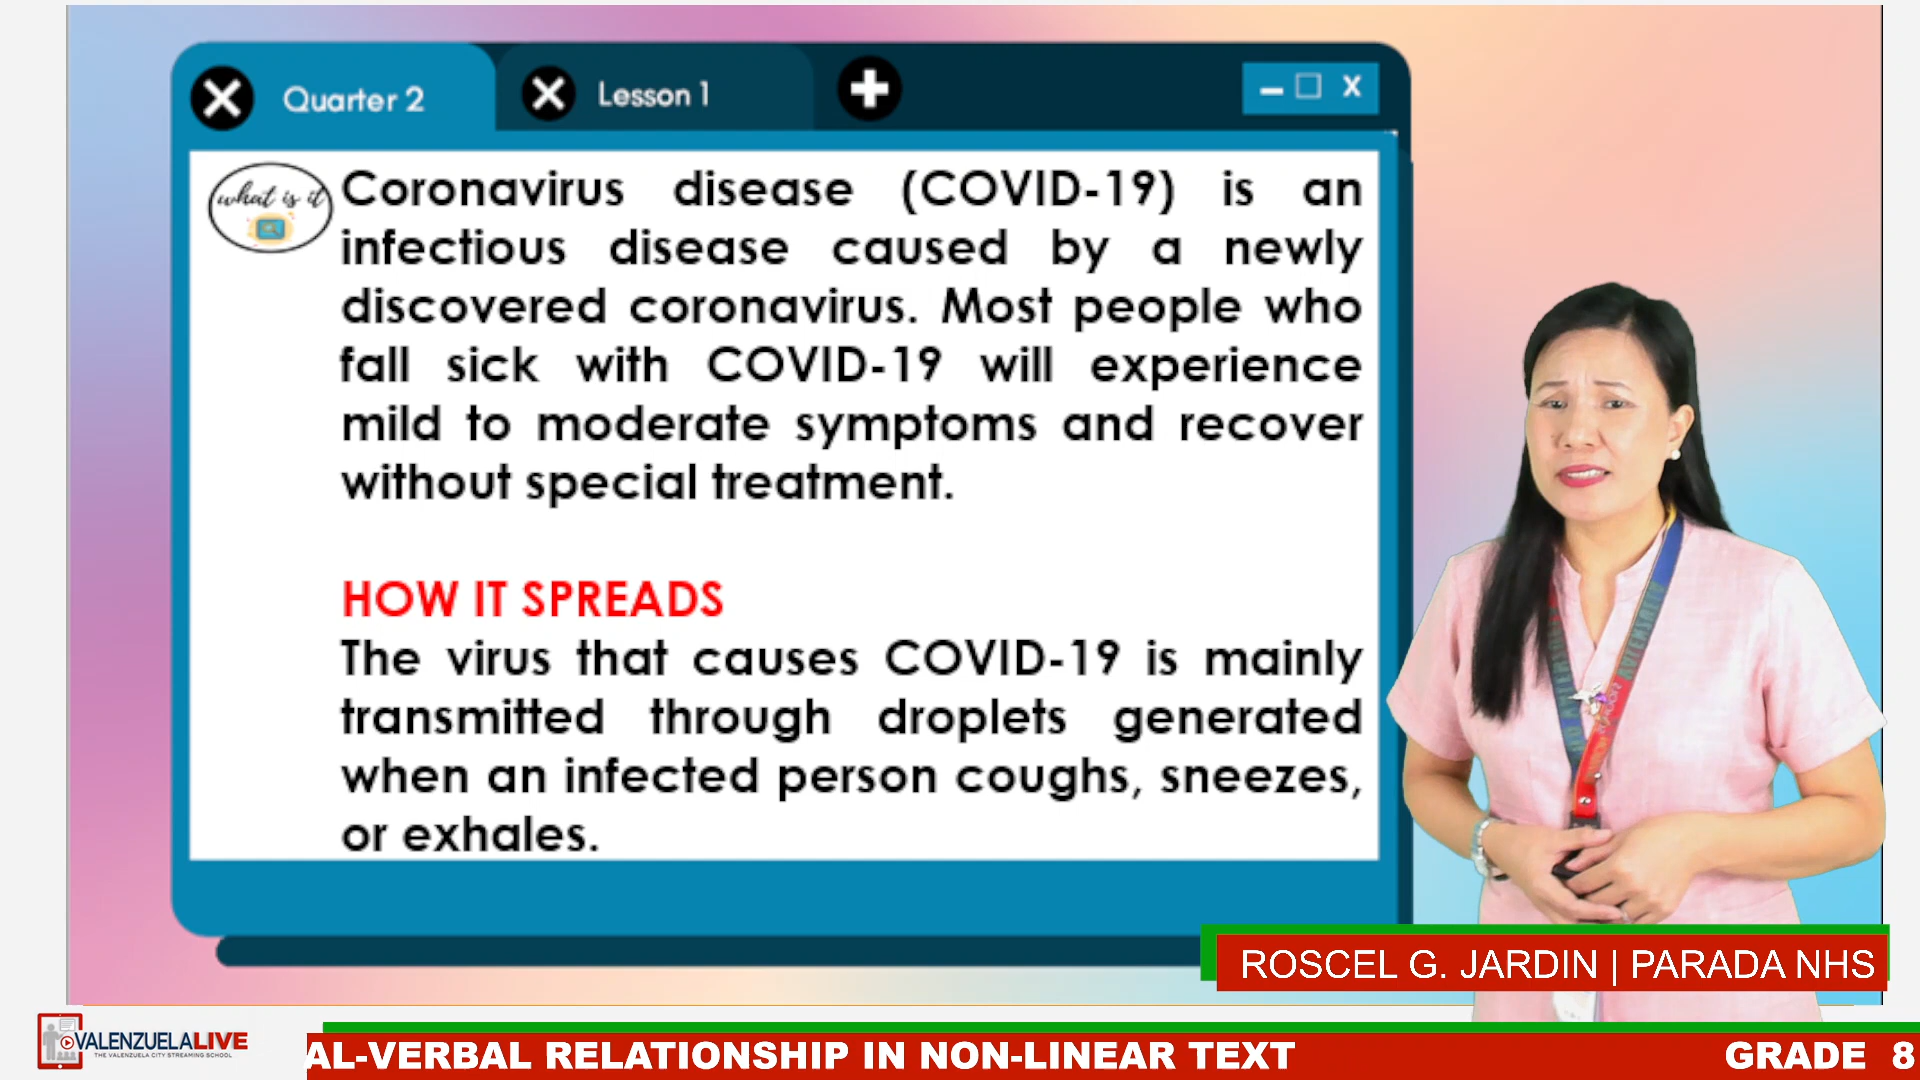 Quarter 2
Lesson 1
what is it
Coronavirus disease (COVID-19) is an
infectious disease caused by a newly
discovered coronavirus. Most people who
fall sick with COVID-19 will experience
mild to moderate symptoms and recover
without special treatment.
HOW IT SPREADS
The virus that causes COVID-19 is mainly
transmitted through droplets generated
when an infected person coughs, sneezes,
or exhales.
ROSCEL G. JARDIN | PARADA NHS
VALENZUELALIVE
THE VALENZUELA CITY STREAMING SCHOOL
AL-VERBAL RELATIONSHIP IN NON-LINEAR TEXT
GRADE 8